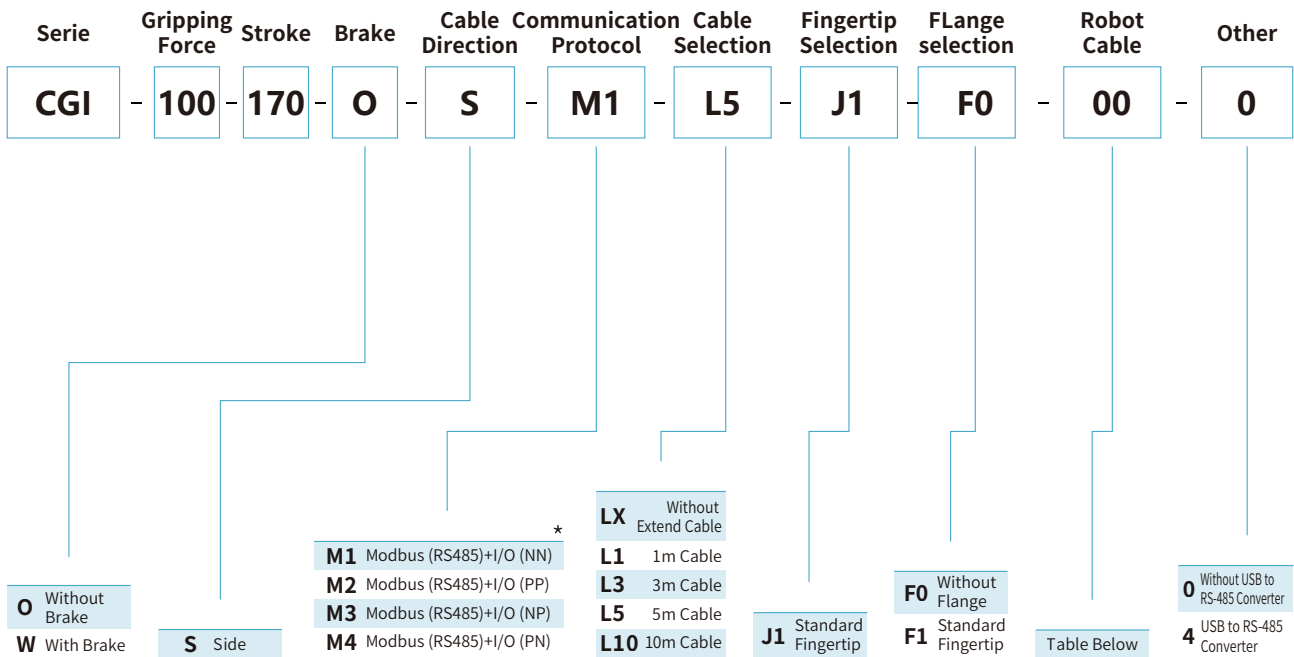 Serie
Gripping
Force
Stroke
Brake
Cable
Direction
Communication
Protocol
Cable
Selection
Fingertip
Selection
FLange
selection
Robot
Cable
Other
CGI - 100 - 170 - O - S - M1 - L5 - J1 - F0 - 00 - 0
O Without
Brake
W With Brake
S Side
*
M1 Modbus (RS485)+I/O (NN)
M2 Modbus (RS485)+I/O (PP)
M3 Modbus (RS485)+I/O (NP)
M4 Modbus (RS485)+I/O (PN)
LX Without
Extend Cable
L1 1m Cable
L3 3m Cable
L5 5m Cable
L10 10m Cable
J1 Standard
Fingertip
F0 Without
Flange
F1 Standard
Fingertip
Table Below
0 Without USB to
RS-485 Converter
4 USB to RS-485
Converter